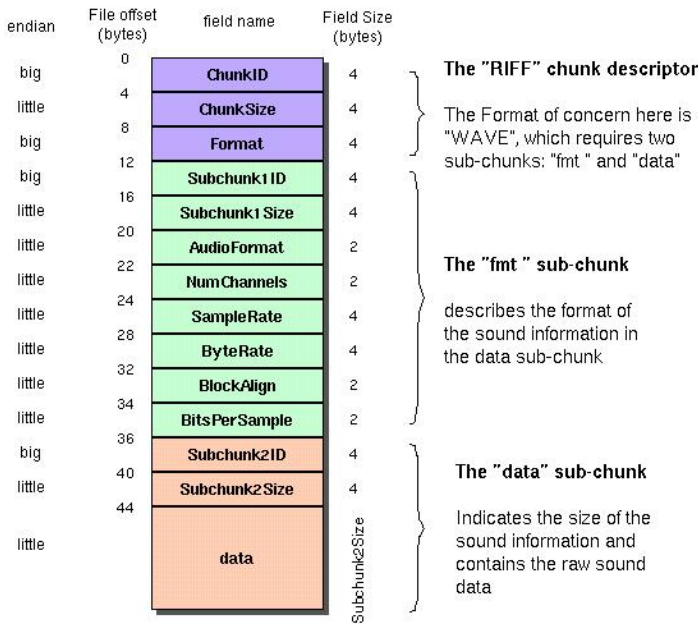 endian
File offset
(bytes)
field name
Field Size
(bytes)
0
big
ChunkID
4
4
little
ChunkSize
4
8
big
Format
4
12
The "RIFF" chunk descriptor
The Format of concern here is
"WAVE", which requires two
sub-chunks: "fmt " and "data"
big
Subchunk1ID
4
16
little
Subchunk1Size
4
20
little
AudioFormat
2
22
little
NumChannels
2
24
little
SampleRate
4
28
little
ByteRate
4
32
little
BlockAlign
2
34
little
BitsPerSample
2
36
The "fmt " sub-chunk
describes the format of
the sound information in
the data sub-chunk
big
Subchunk2ID
4
40
little
Subchunk2Size
4
44
little
data
Subchunk2Size
The "data" sub-chunk
Indicates the size of the
sound information and
contains the raw sound
data